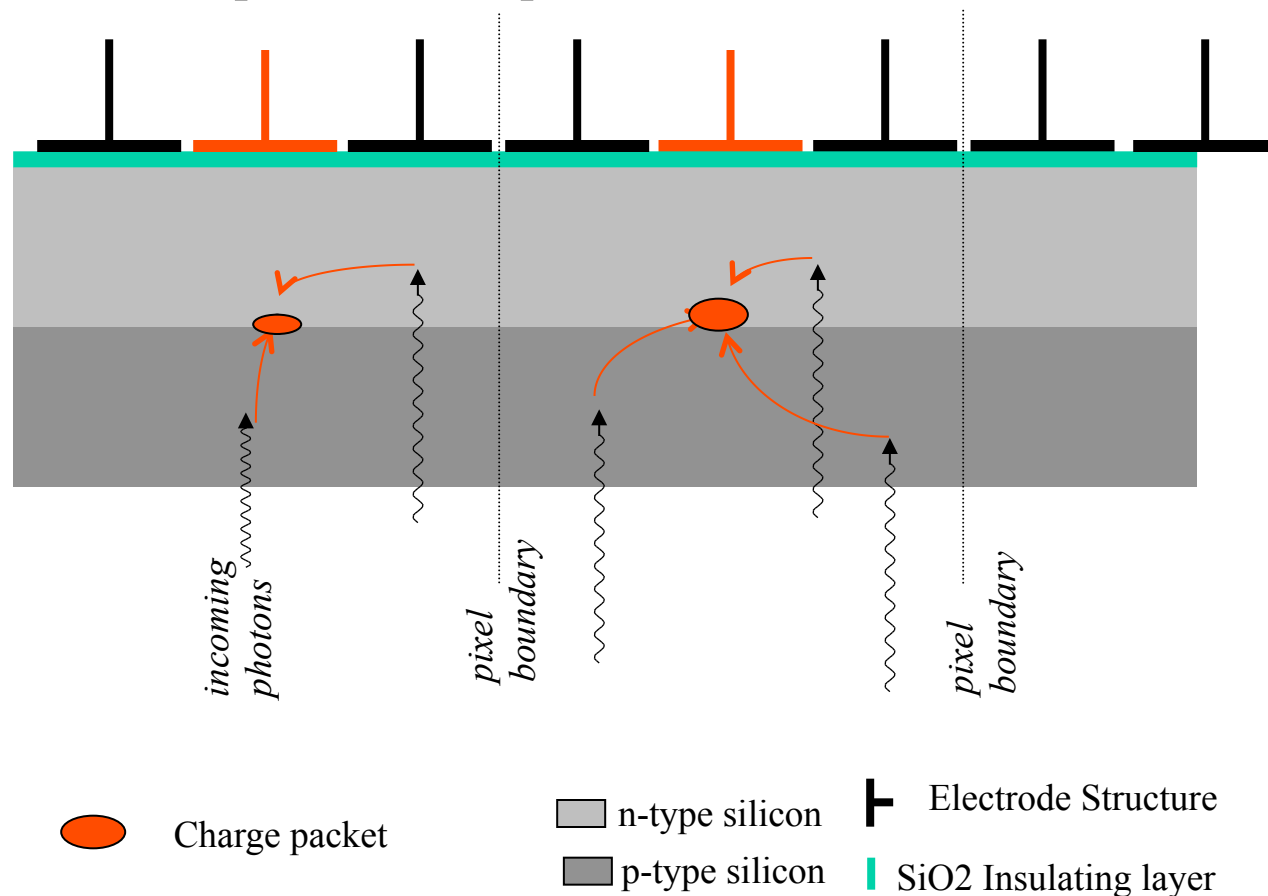 incoming
photons
pixel
boundary
pixel
boundary
Charge packet
n-type silicon
p-type silicon
Electrode Structure
SiO2 Insulating layer